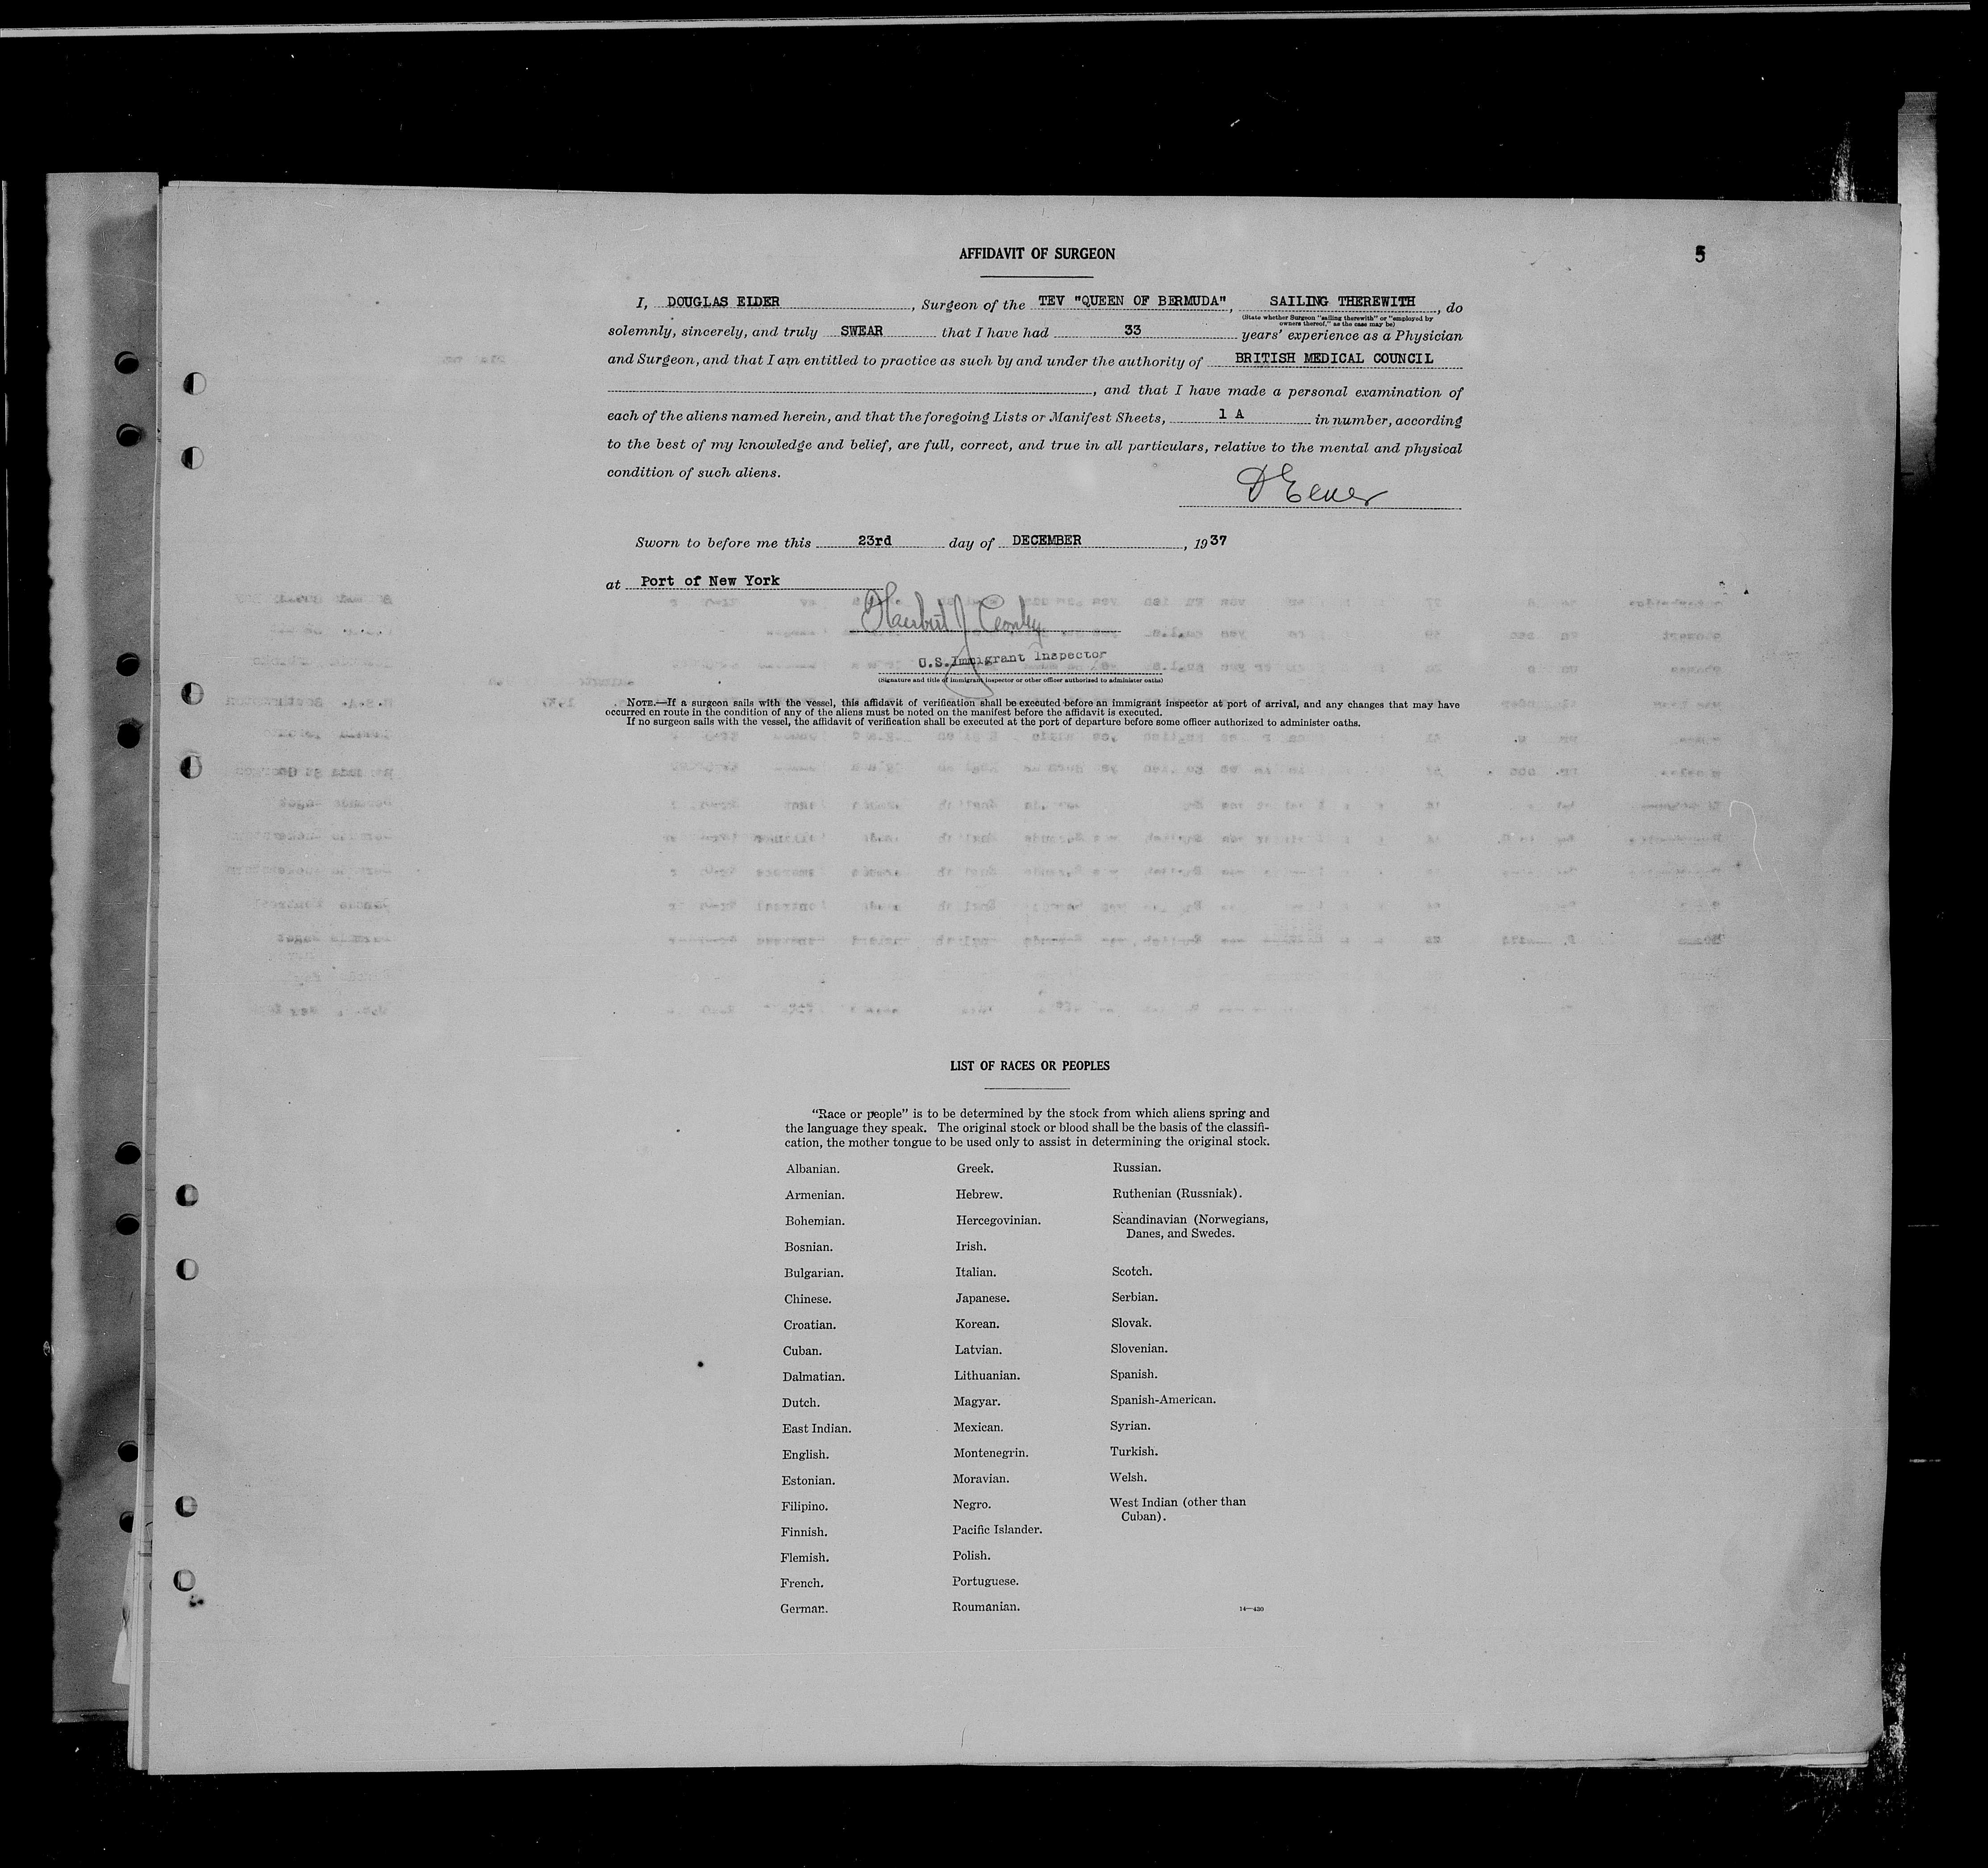 AFFIDAVIT OF SURGEON
5
I, DOUGLAS ELDER, Surgeon of the TEV "QUEEN OF BERMUDA", SAILING THEREWITH, do
(State whether Surgeon "sailing therewith" or "employed by
owners thereof," as the case may be)
solemnly, sincerely, and truly SWEAR that I have had 33 years' experience as a Physician
and Surgeon, and that I am entitled to practice as such by and under the authority of BRITISH MEDICAL COUNCIL
, and that I have made a personal examination of
each of the aliens named herein, and that the foregoing Lists or Manifest Sheets, 1 A in number, according
to the best of my knowledge and belief, are full, correct, and true in all particulars, relative to the mental and physical
condition of such aliens.
D Elder
Sworn to before me this 23rd day of DECEMBER, 1937
at Port of New York
Herbert J
U.S. Immigrant Inspector
(Signature and title of immigrant inspector or other officer authorized to administer oaths)
NOTE.—If a surgeon sails with the vessel, this affidavit of verification shall be executed before an immigrant inspector at port of arrival, and any changes that may have
occurred en route in the condition of any of the aliens must be noted on the manifest before the affidavit is executed.
If no surgeon sails with the vessel, the affidavit of verification shall be executed at the port of departure before some officer authorized to administer oaths.
LIST OF RACES OR PEOPLES
"Race or people" is to be determined by the stock from which aliens spring and
the language they speak. The original stock or blood shall be the basis of the classifi-
cation, the mother tongue to be used only to assist in determining the original stock.
Albanian.
Armenian.
Bohemian.
Bosnian.
Bulgarian.
Chinese.
Croatian.
Cuban.
Dalmatian.
Dutch.
East Indian.
English.
Estonian.
Filipino.
Finnish.
Flemish.
French.
German.
Greek.
Hebrew.
Hercegovinian.
Irish.
Italian.
Japanese.
Korean.
Latvian.
Lithuanian.
Magyar.
Mexican.
Montenegrin.
Moravian.
Negro.
Pacific Islander.
Polish.
Portuguese.
Roumanian.
Russian.
Ruthenian (Russniak).
Scandinavian (Norwegians,
Danes, and Swedes.
Scotch.
Serbian.
Slovak.
Slovenian.
Spanish.
Spanish-American.
Syrian.
Turkish.
Welsh.
West Indian (other than
Cuban).
14—430